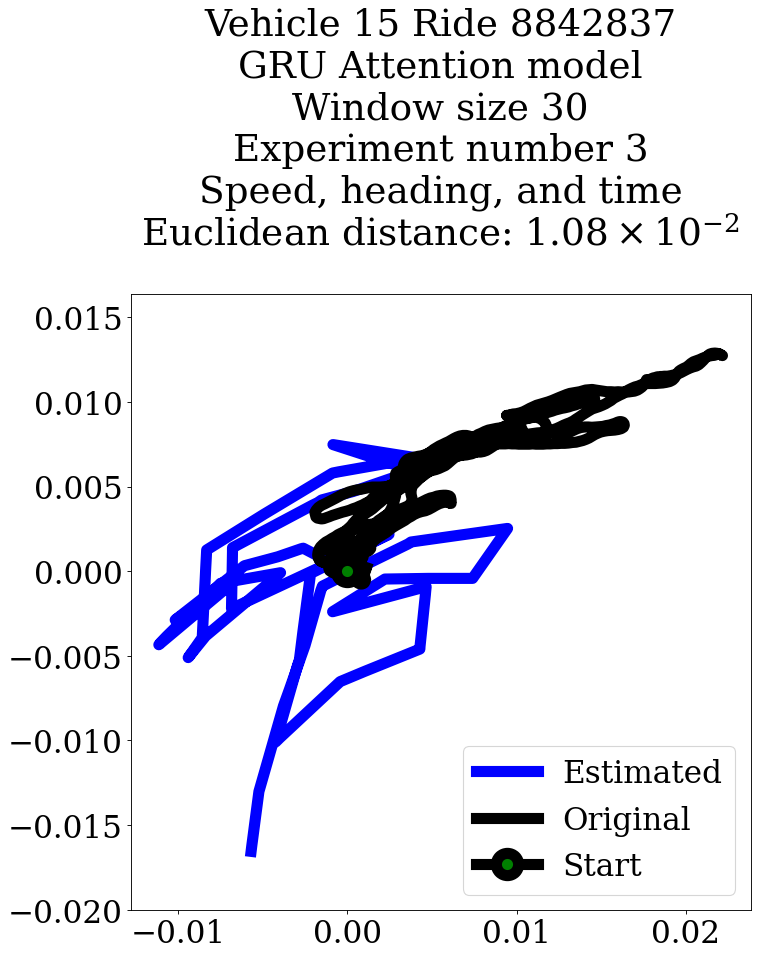 Vehicle 15 Ride 8842837
GRU Attention model
Window size 30
Experiment number 3
Speed, heading, and time
Euclidean distance: 1.08 × 10⁻²
0.015
0.010
0.005
0.000
−0.005
−0.010
−0.015
−0.020
−0.01 0.00 0.01 0.02
Estimated
Original
Start